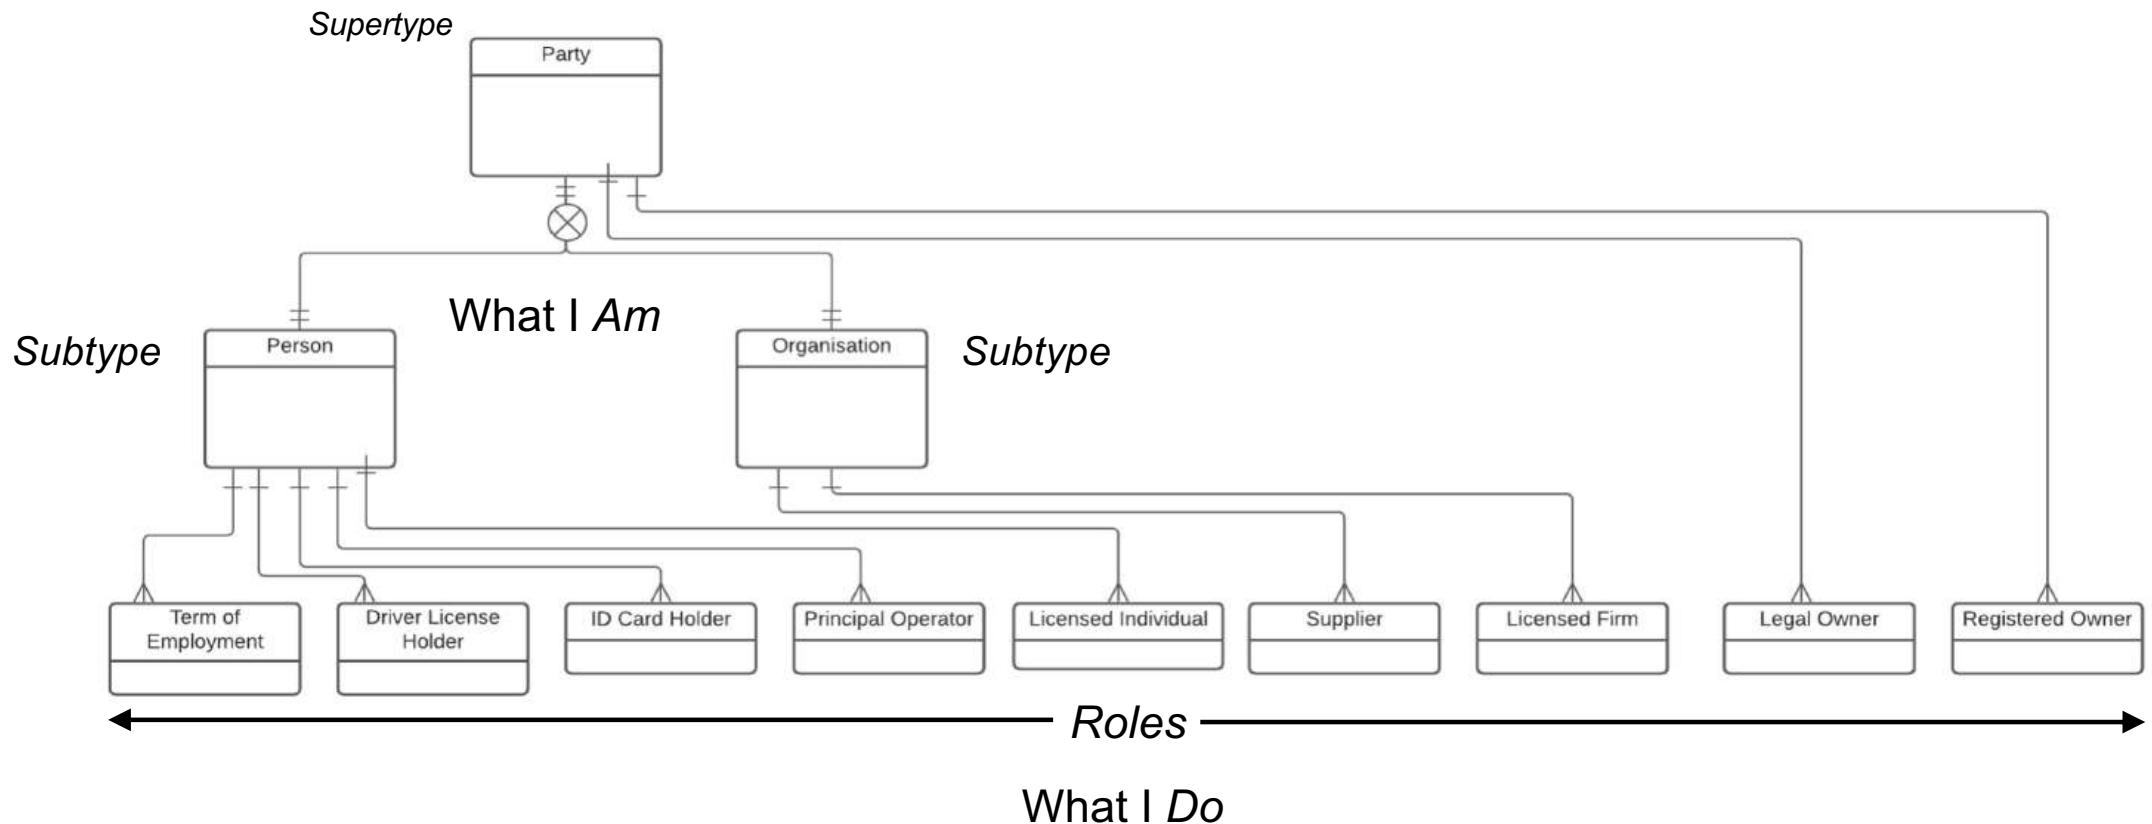 Supertype
Party
What I Am
Subtype
Person
Organisation
Subtype
Term of
Employment
Driver License
Holder
ID Card Holder
Principal Operator
Licensed Individual
Supplier
Licensed Firm
Legal Owner
Registered Owner
Roles
What I Do